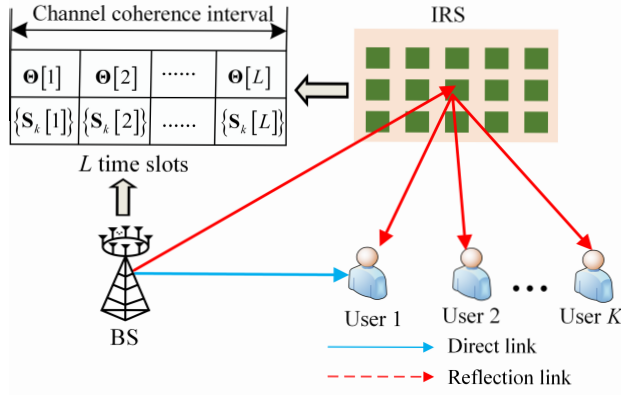 Channel coherence interval
IRS
Θ[1] Θ[2] ...... Θ[L]
{S_k[1]} {S_k[2]} ...... {S_k[L]}
L time slots
BS
User 1
User 2
...
User K
Direct link
Reflection link